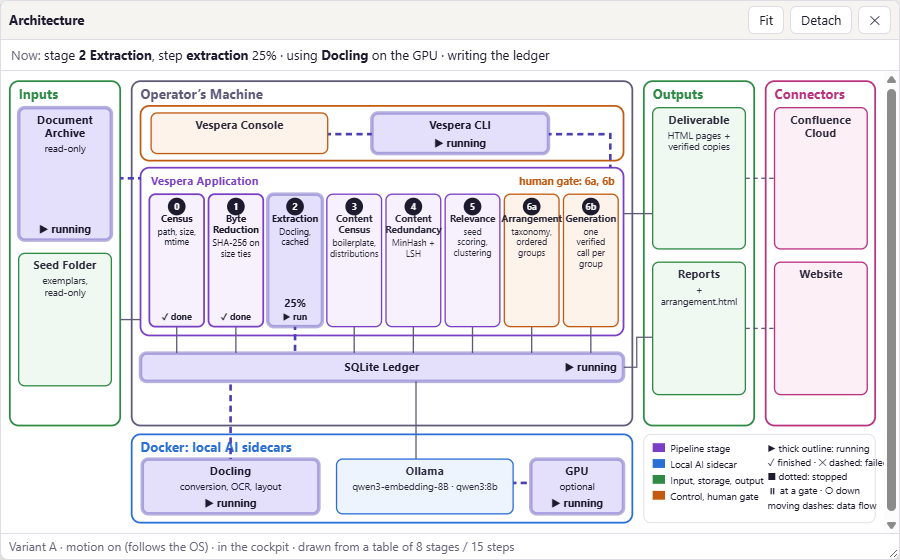 Architecture
Fit
Detach
Now: stage 2 Extraction, step extraction 25% · using Docling on the GPU · writing the ledger
Inputs
Document
Archive
read-only
▶ running
Seed Folder
exemplars,
read-only
Operator's Machine
Vespera Console
Vespera CLI
▶ running
Vespera Application
human gate: 6a, 6b
0
Census
path, size,
mtime
✓ done
1
Byte
Reduction
SHA-256 on
size ties
✓ done
2
Extraction
Docling,
cached
25%
▶ run
3
Content
Census
boilerplate,
distributions
4
Content
Redundancy
MinHash +
LSH
5
Relevance
seed
scoring,
clustering
6a
Arrangement
taxonomy,
ordered
groups
6b
Generation
one
verified
call per
group
SQLite Ledger
▶ running
Docker: local AI sidecars
Docling
conversion, OCR, layout
▶ running
Ollama
qwen3-embedding-8B · qwen3:8b
GPU
optional
▶ running
Outputs
Deliverable
HTML pages +
verified copies
Reports
+
arrangement.html
Connectors
Confluence
Cloud
Website
Pipeline stage
Local AI sidecar
Input, storage, output
Control, human gate
▶ thick outline: running
✓ finished · ✕ dashed: faile
■ dotted: stopped
⏸ at a gate · ○ down
moving dashes: data flow
Variant A · motion on (follows the OS) · in the cockpit · drawn from a table of 8 stages / 15 steps